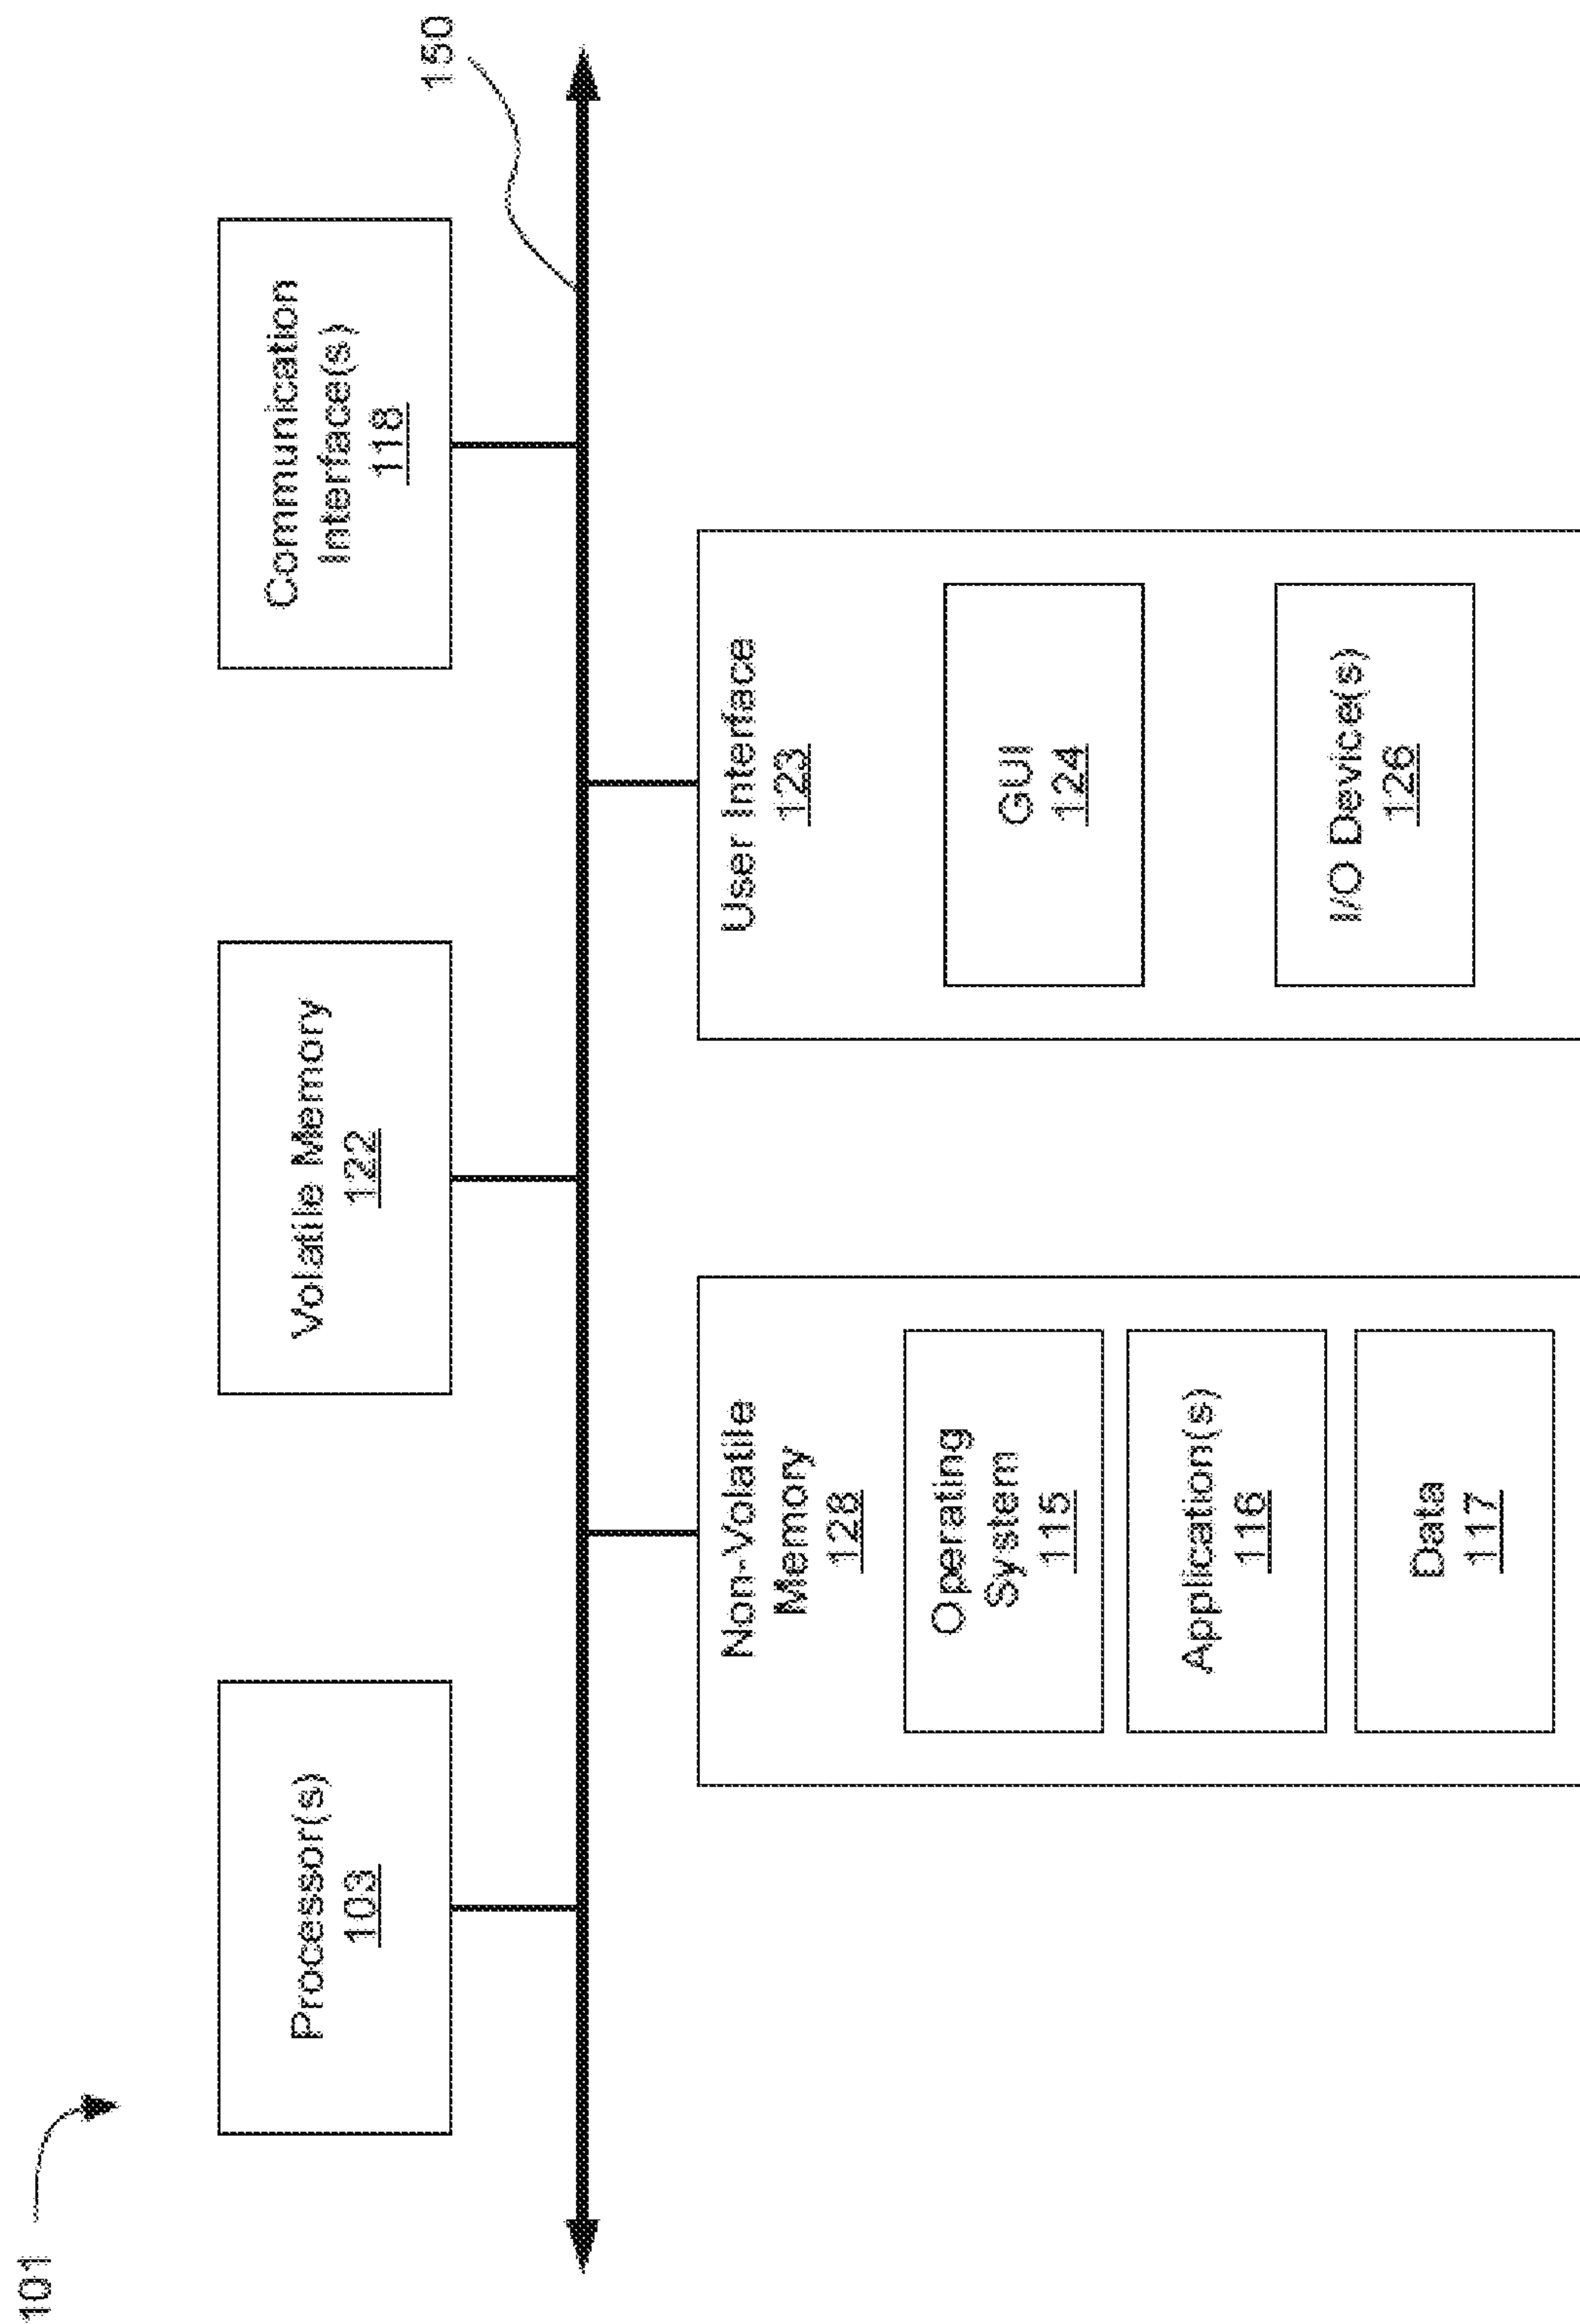 101
Processor(s)
103
Volatile Memory
122
Communication
Interface(s)
118
150
Non-Volatile
Memory
128
Operating
System
115
Application(s)
116
Data
117
User Interface
123
GUI
124
I/O Device(s)
126